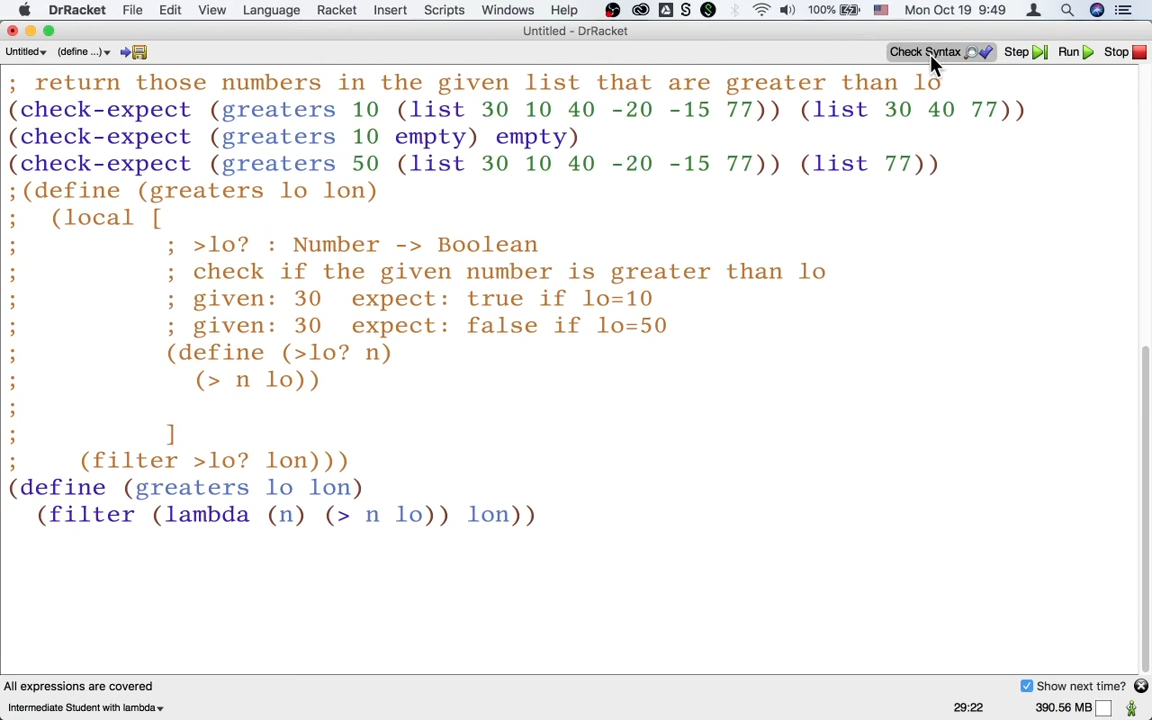 DrRacket File Edit View Language Racket Insert Scripts Windows Help 100% Mon Oct 19 9:49
Untitled - DrRacket
Untitled (define ...) Check Syntax Step Run Stop
; return those numbers in the given list that are greater than lo
(check-expect (greaters 10 (list 30 10 40 -20 -15 77)) (list 30 40 77))
(check-expect (greaters 10 empty) empty)
(check-expect (greaters 50 (list 30 10 40 -20 -15 77)) (list 77))
;(define (greaters lo lon)
;  (local [
;          ; >lo? : Number -> Boolean
;          ; check if the given number is greater than lo
;          ; given: 30  expect: true if lo=10
;          ; given: 30  expect: false if lo=50
;          (define (>lo? n)
;            (> n lo))
;
;          ]
;    (filter >lo? lon)))
(define (greaters lo lon)
  (filter (lambda (n) (> n lo)) lon))
All expressions are covered Show next time?
Intermediate Student with lambda 29:22 390.56 MB